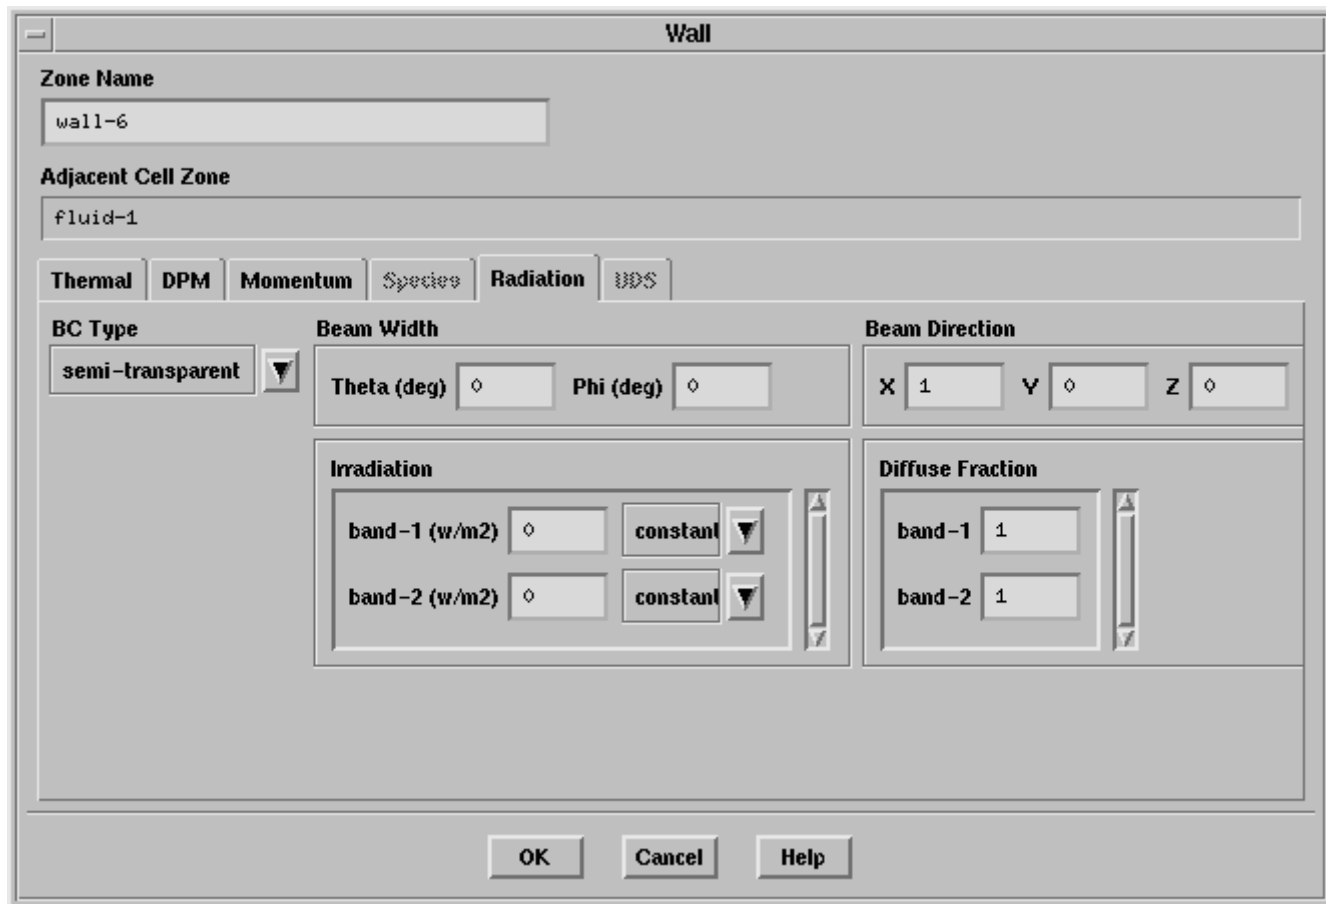 Wall
Zone Name
wall-6
Adjacent Cell Zone
fluid-1
Thermal DPM Momentum Species Radiation UDS
BC Type Beam Width Beam Direction
semi-transparent Theta (deg) 0 Phi (deg) 0 X 1 Y 0 Z 0
Irradiation Diffuse Fraction
band-1 (w/m2) 0 constant band-1 1
band-2 (w/m2) 0 constant band-2 1
OK Cancel Help